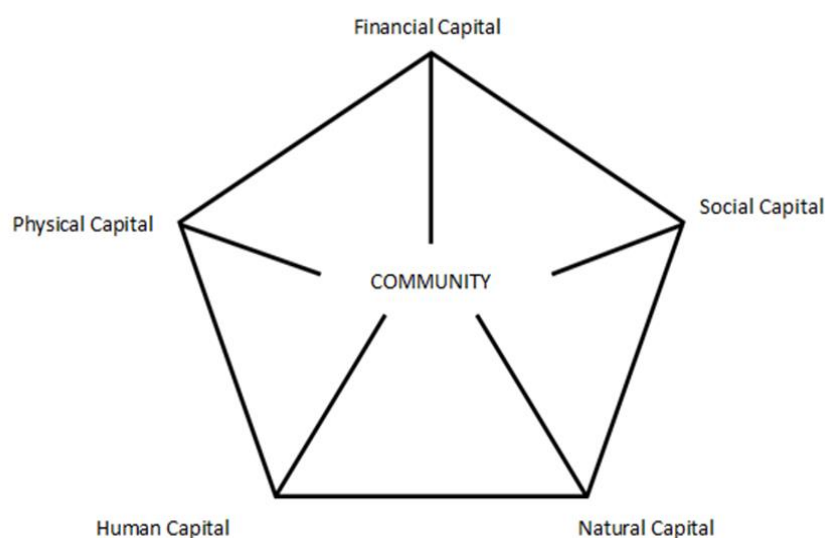 Financial Capital
Social Capital
Physical Capital
COMMUNITY
Human Capital
Natural Capital